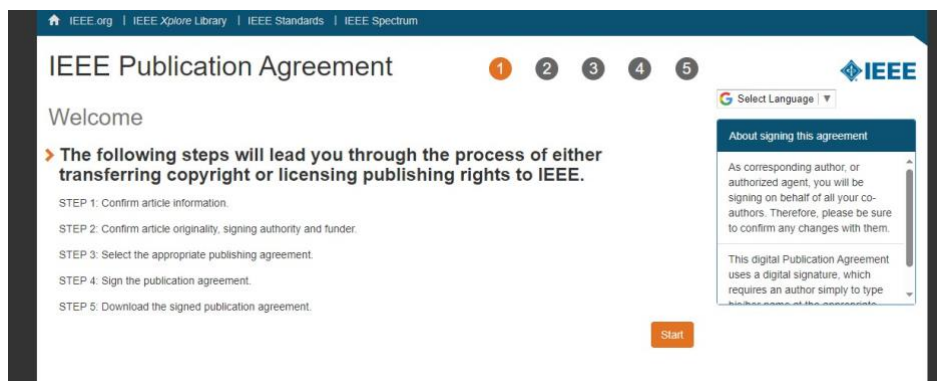 IEEE.org | IEEE Xplore Library | IEEE Standards | IEEE Spectrum
IEEE Publication Agreement
1 2 3 4 5
IEEE
Select Language
Welcome
The following steps will lead you through the process of either
transferring copyright or licensing publishing rights to IEEE.
STEP 1: Confirm article information.
STEP 2: Confirm article originality, signing authority and funder.
STEP 3: Select the appropriate publishing agreement.
STEP 4: Sign the publication agreement.
STEP 5: Download the signed publication agreement.
Start
About signing this agreement
As corresponding author, or
authorized agent, you will be
signing on behalf of all your co-
authors. Therefore, please be sure
to confirm any changes with them.
This digital Publication Agreement
uses a digital signature, which
requires an author simply to type